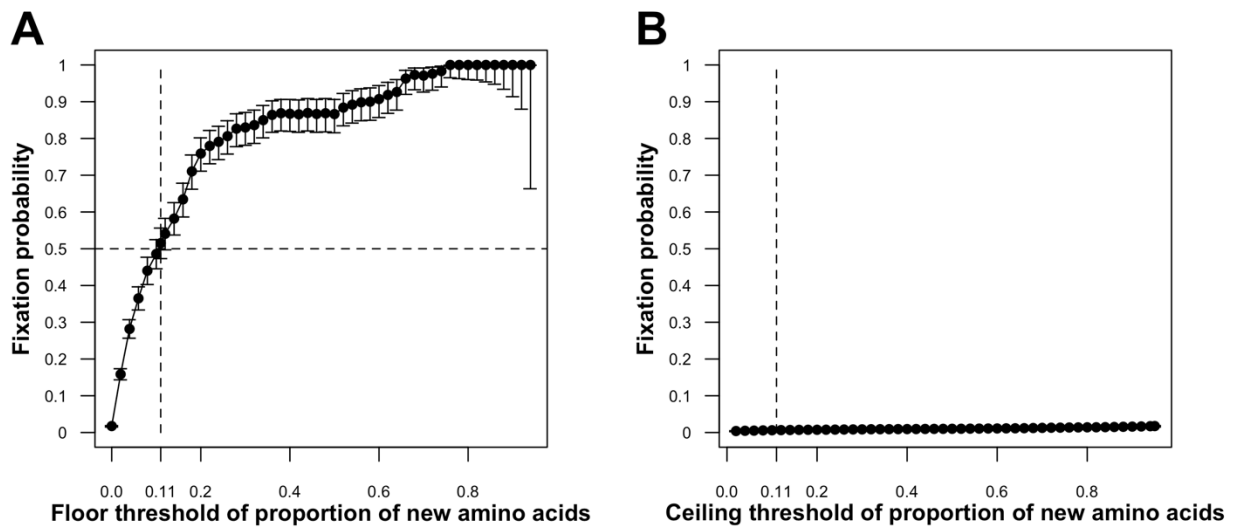 A
Fixation probability
1
0.9
0.8
0.7
0.6
0.5
0.4
0.3
0.2
0.1
0
0.0 0.11 0.2 0.4 0.6 0.8
Floor threshold of proportion of new amino acids
B
Fixation probability
1
0.9
0.8
0.7
0.6
0.5
0.4
0.3
0.2
0.1
0
0.0 0.11 0.2 0.4 0.6 0.8
Ceiling threshold of proportion of new amino acids